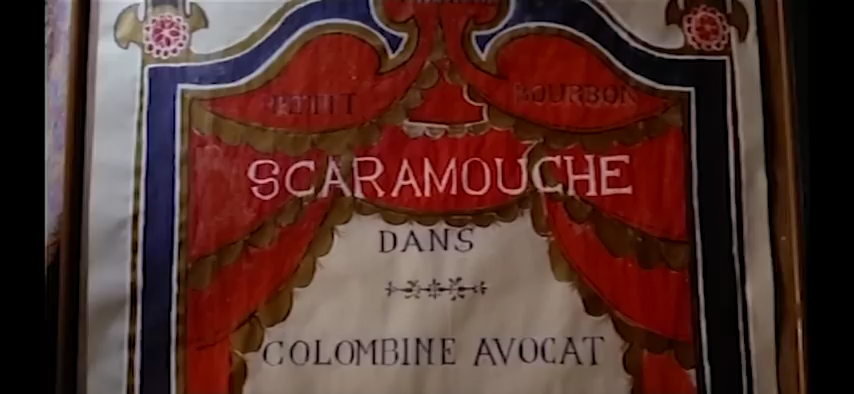 PETIT BOURBON
SCARAMOUCHE
DANS
COLOMBINE AVOCAT